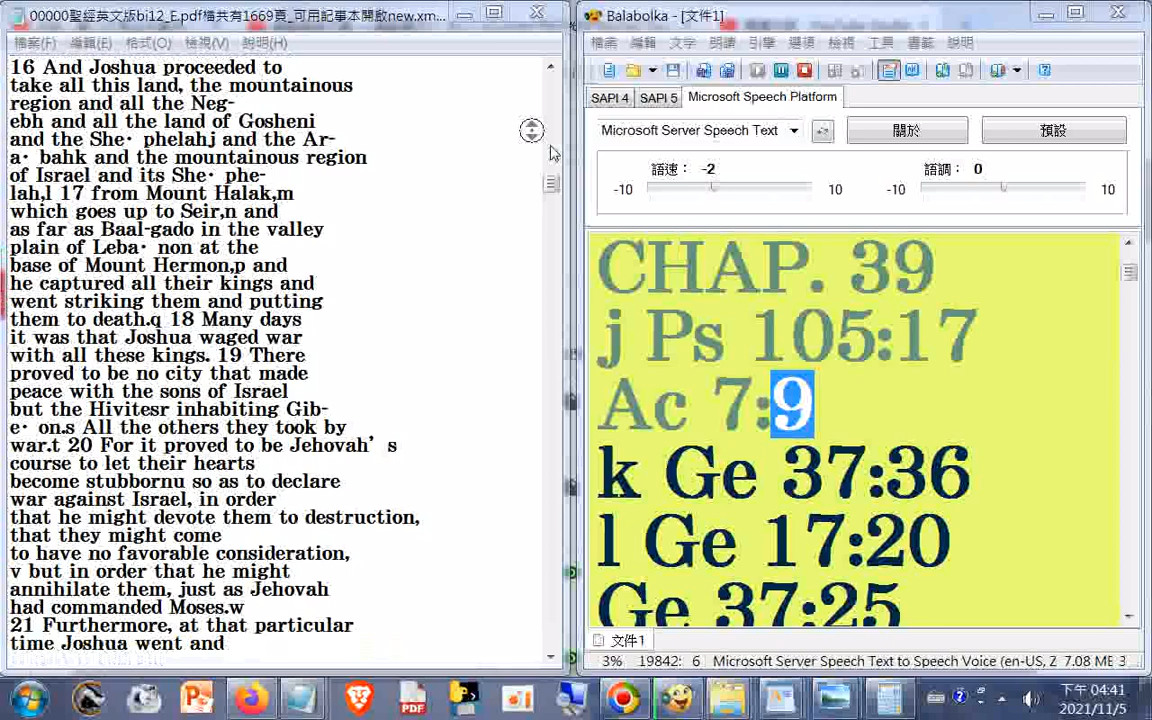 00000聖經英文版bi12_E.pdf檔共有1669頁_可用記事本開啟new.xm...
檔案(F) 編輯(E) 格式(O) 檢視(V) 說明(H)
16 And Joshua proceeded to
take all this land, the mountainous
region and all the Neg-
ebh and all the land of Gosheni
and the She· phelahj and the Ar-
a· bahk and the mountainous region
of Israel and its She· phe-
lah,l 17 from Mount Halak,m
which goes up to Seir,n and
as far as Baal-gado in the valley
plain of Leba· non at the
base of Mount Hermon,p and
he captured all their kings and
went striking them and putting
them to death.q 18 Many days
it was that Joshua waged war
with all these kings. 19 There
proved to be no city that made
peace with the sons of Israel
but the Hivitesr inhabiting Gib-
e· on.s All the others they took by
war.t 20 For it proved to be Jehovah’s
course to let their hearts
become stubbornu so as to declare
war against Israel, in order
that he might devote them to destruction,
that they might come
to have no favorable consideration,
v but in order that he might
annihilate them, just as Jehovah
had commanded Moses.w
21 Furthermore, at that particular
time Joshua went and
Balabolka - [文件1]
檔案 編輯 文字 朗讀 引擎 選項 檢視 工具 書籤 說明
SAPI 4 SAPI 5 Microsoft Speech Platform
Microsoft Server Speech Text 關於 預設
語速： -2 語調： 0
-10 10 -10 10
CHAP. 39
j Ps 105:17
Ac 7:9
k Ge 37:36
l Ge 17:20
Ge 37:25
文件1
3% 19842: 6 Microsoft Server Speech Text to Speech Voice (en-US, Z 7.08 MB 3
PDF
下午 04:41
2021/11/5